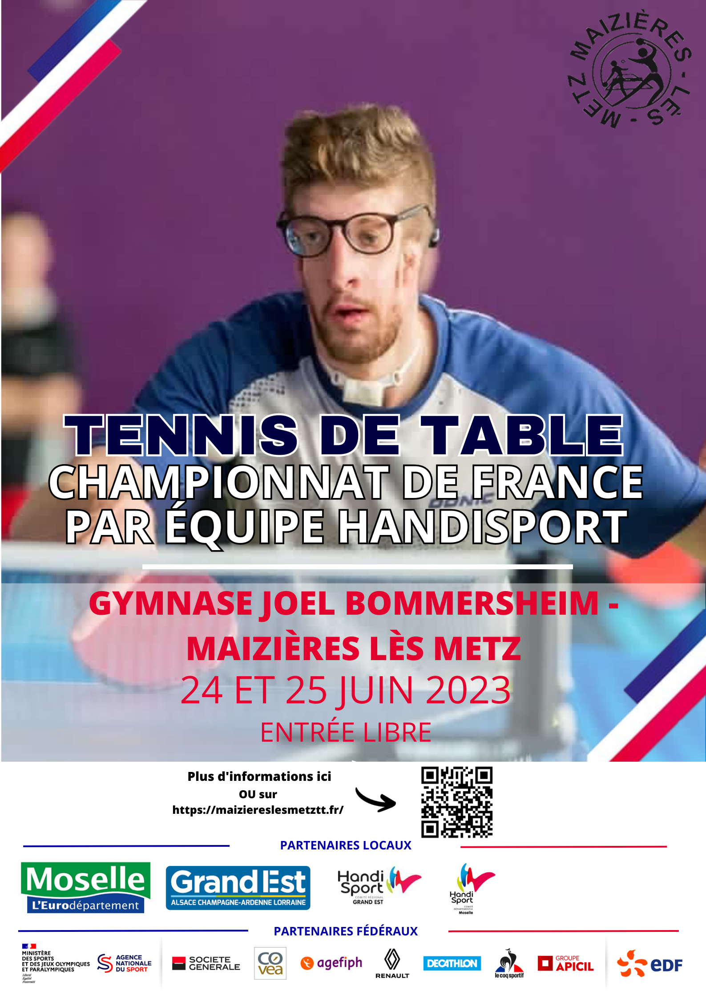 MAIZIÈRES - LÈS - METZ
TENNIS DE TABLE
CHAMPIONNAT DE FRANCE
DONIC
PAR ÉQUIPE HANDISPORT
GYMNASE JOEL BOMMERSHEIM -
MAIZIÈRES LÈS METZ
24 ET 25 JUIN 2023
ENTRÉE LIBRE
Plus d'informations ici
OU sur
https://maiziereslesmetztt.fr/
PARTENAIRES LOCAUX
Moselle
L'Eurodépartement
Grand Est
ALSACE CHAMPAGNE-ARDENNE LORRAINE
Handi
Sport
COMITÉ RÉGIONAL
GRAND EST
Handi
Sport
COMITÉ
DÉPARTEMENTAL
Moselle
PARTENAIRES FÉDÉRAUX
MINISTÈRE
DES SPORTS
ET DES JEUX OLYMPIQUES
ET PARALYMPIQUES
Liberté
Égalité
Fraternité
AGENCE
NATIONALE
DU SPORT
SOCIETE
GENERALE
covea
agefiph
RENAULT
DECATHLON
le coq sportif
GROUPE
APICIL
eDF